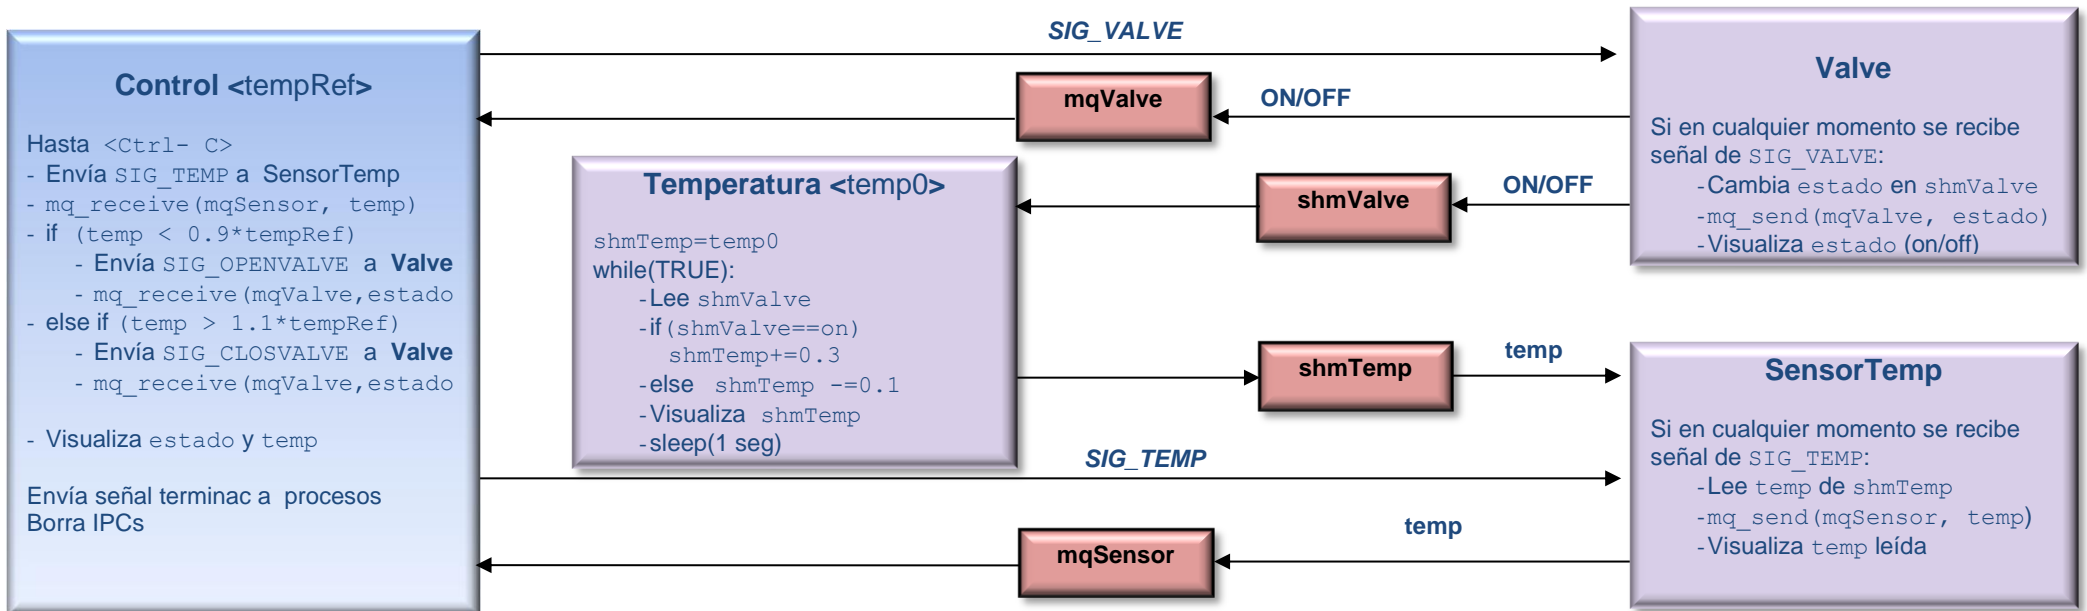 Control <tempRef>
Hasta <Ctrl- C>
- Envía SIG_TEMP a SensorTemp
- mq_receive(mqSensor, temp)
- if (temp < 0.9*tempRef)
- Envía SIG_OPENVALVE a Valve
- mq_receive(mqValve,estado
- else if (temp > 1.1*tempRef)
- Envía SIG_CLOSVALVE a Valve
- mq_receive(mqValve,estado
- Visualiza estado y temp
Envía señal terminac a procesos
Borra IPCs
SIG_VALVE
mqValve
ON/OFF
Temperatura <temp0>
shmTemp=temp0
while(TRUE):
-Lee shmValve
-if(shmValve==on)
shmTemp+=0.3
-else shmTemp -=0.1
-Visualiza shmTemp
-sleep(1 seg)
shmValve
ON/OFF
shmTemp
temp
SIG_TEMP
mqSensor
temp
Valve
Si en cualquier momento se recibe
señal de SIG_VALVE:
-Cambia estado en shmValve
-mq_send(mqValve, estado)
-Visualiza estado (on/off)
SensorTemp
Si en cualquier momento se recibe
señal de SIG_TEMP:
-Lee temp de shmTemp
-mq_send(mqSensor, temp)
-Visualiza temp leída